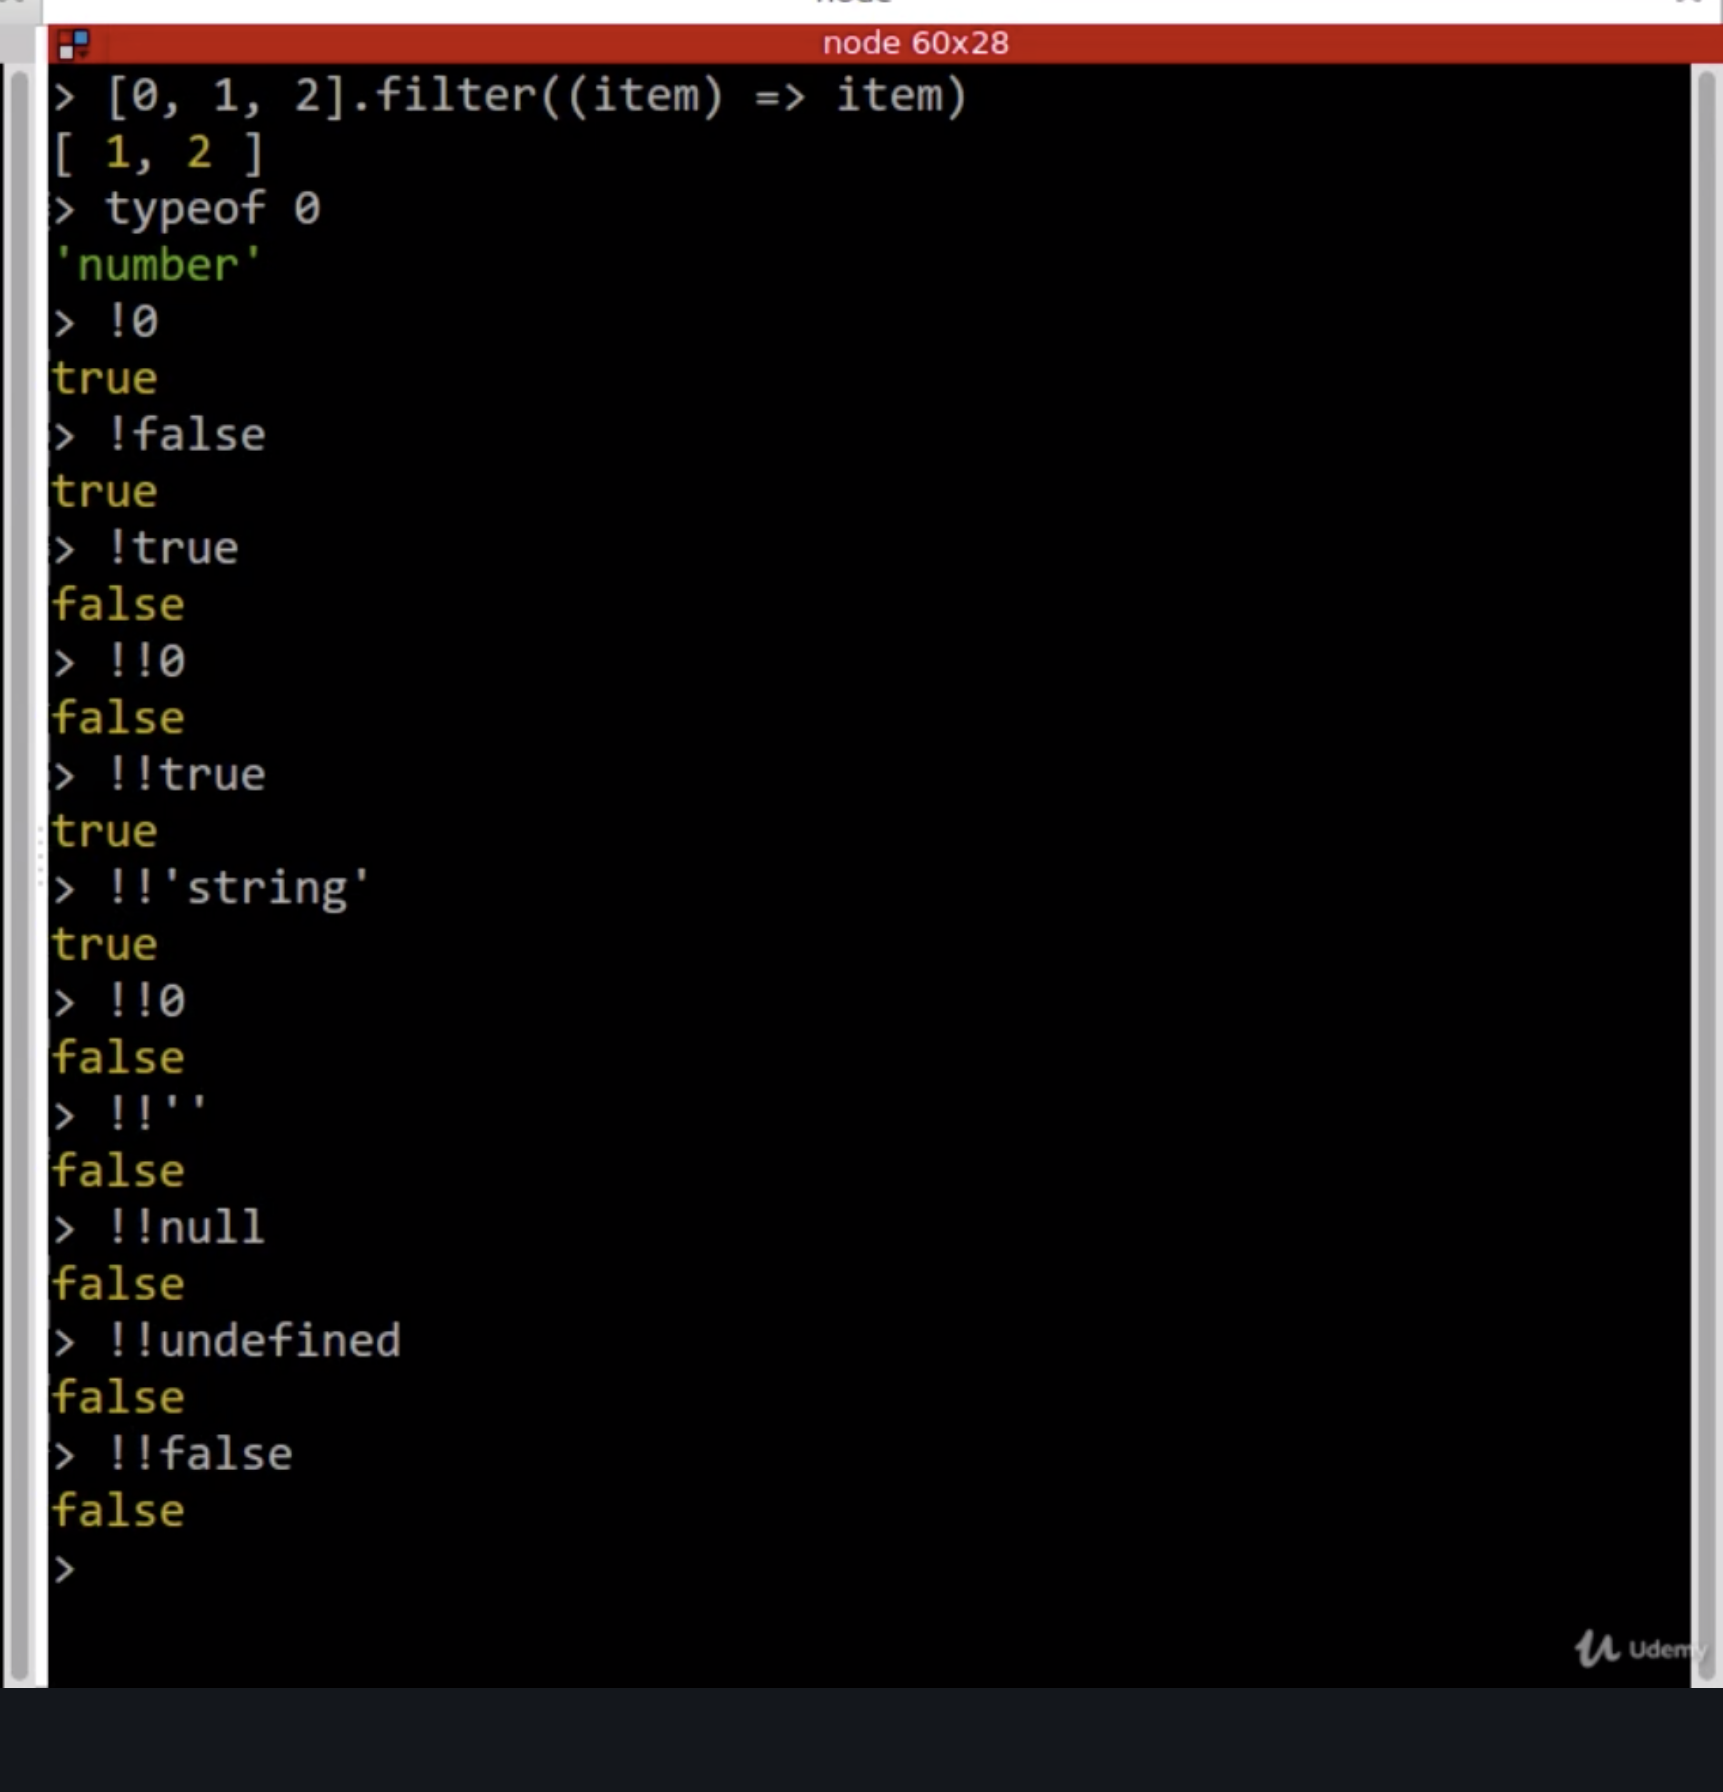 node 60x28
> [0, 1, 2].filter((item) => item)
[ 1, 2 ]
> typeof 0
'number'
> !0
true
> !false
true
> !true
false
> !!0
false
> !!true
true
> !!'string'
true
> !!0
false
> !!''
false
> !!null
false
> !!undefined
false
> !!false
false
>
Udemy